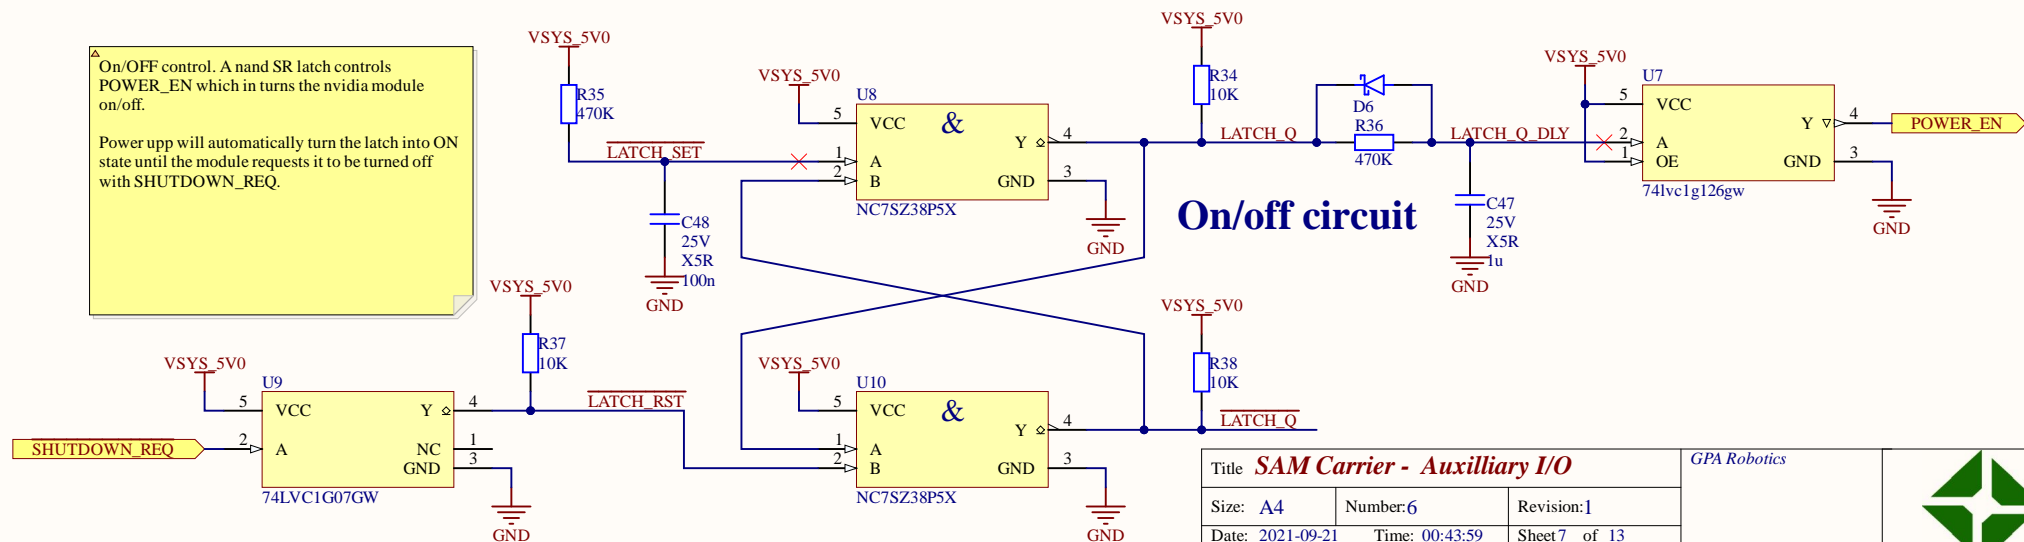 On/OFF control. A nand SR latch controls
POWER_EN which in turns the nvidia module
on/off.
Power upp will automatically turn the latch into ON
state until the module requests it to be turned off
with SHUTDOWN_REQ.
VSYS_5V0
R35
470K
LATCH_SET
C48
25V
X5R
100n
GND
VSYS_5V0
U8
&
5 VCC
1 A
2 B
Y 4
GND 3
NC7SZ38P5X
GND
VSYS_5V0
R34
10K
LATCH_Q
D6
R36
470K
LATCH_Q_DLY
C47
25V
X5R
1u
GND
On/off circuit
VSYS_5V0
U7
5 VCC
2 A
1 OE
Y 4
GND 3
74lvc1g126gw
POWER_EN
GND
VSYS_5V0
U9
5 VCC
2 A
Y 4
NC 1
GND 3
74LVC1G07GW
SHUTDOWN_REQ
GND
VSYS_5V0
R37
10K
LATCH_RST
VSYS_5V0
U10
&
5 VCC
1 A
2 B
Y 4
GND 3
NC7SZ38P5X
GND
VSYS_5V0
R38
10K
LATCH_Q
Title SAM Carrier - Auxilliary I/O
GPA Robotics
Size: A4 Number:6 Revision:1
Date: 2021-09-21 Time: 00:43:59 Sheet7 of 13